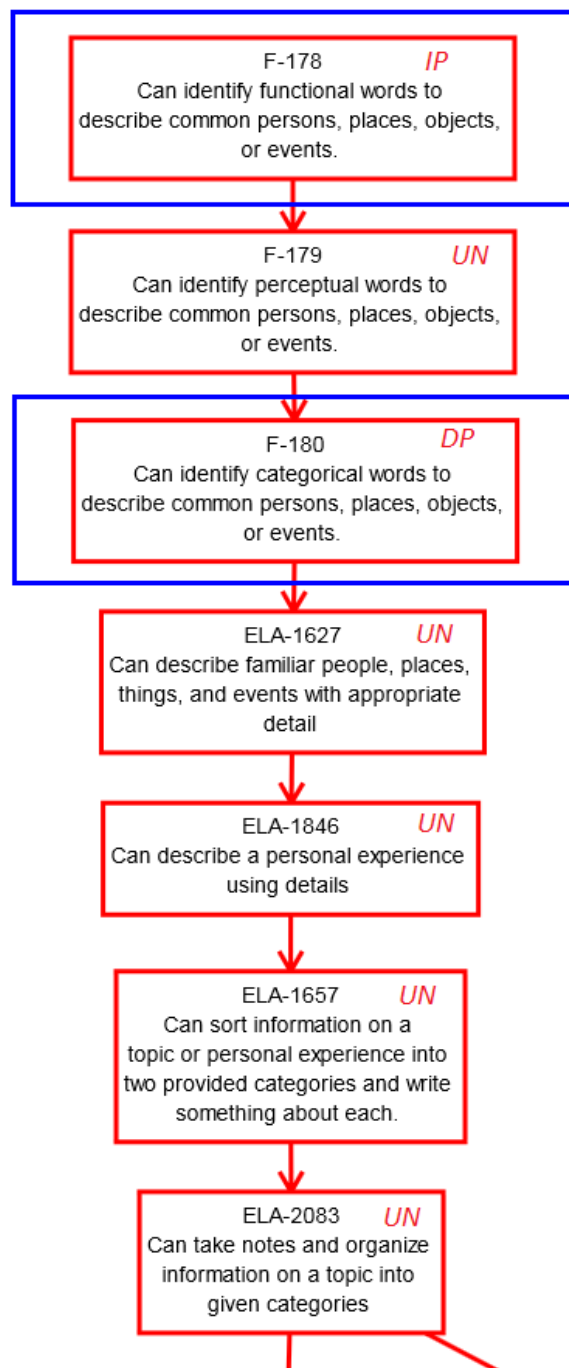 F-178 IP
Can identify functional words to
describe common persons, places, objects,
or events.
F-179 UN
Can identify perceptual words to
describe common persons, places, objects,
or events.
F-180 DP
Can identify categorical words to
describe common persons, places, objects,
or events.
ELA-1627 UN
Can describe familiar people, places,
things, and events with appropriate
detail
ELA-1846 UN
Can describe a personal experience
using details
ELA-1657 UN
Can sort information on a
topic or personal experience into
two provided categories and write
something about each.
ELA-2083 UN
Can take notes and organize
information on a topic into
given categories